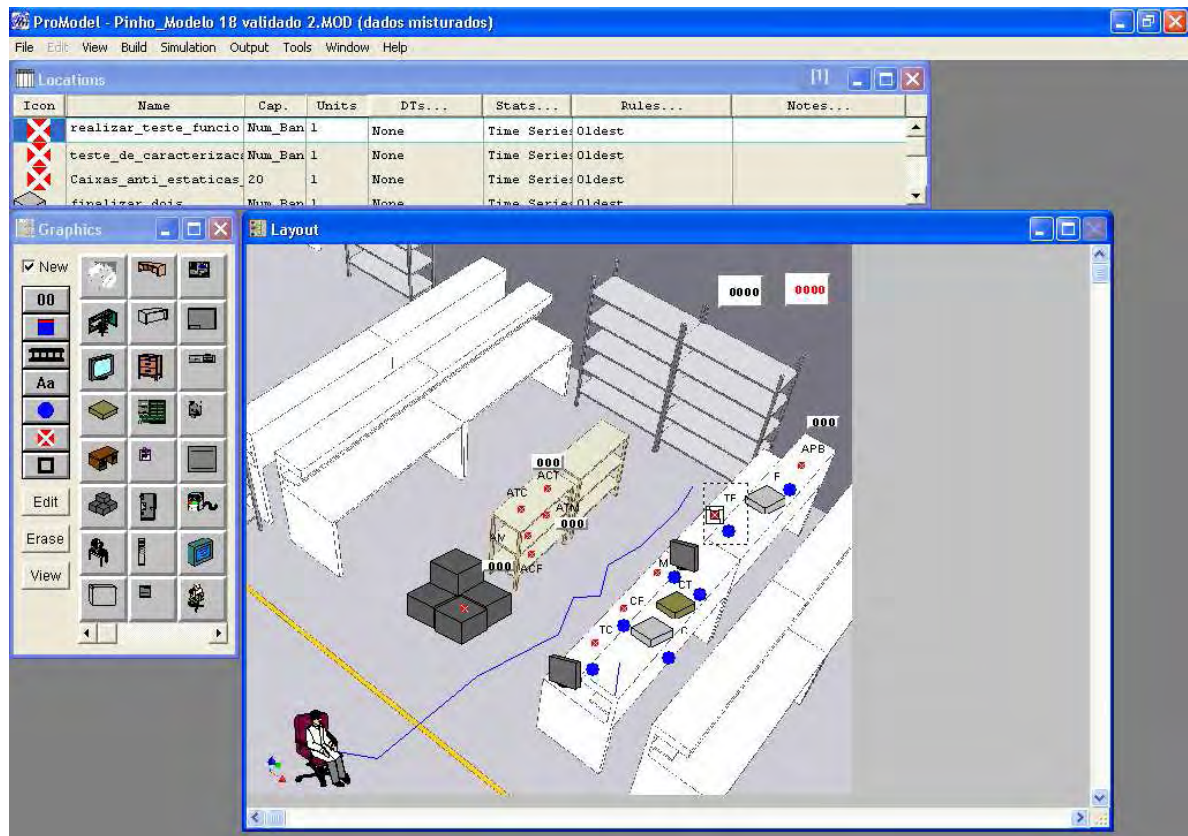 ProModel - Pinho_Modelo 18 validado 2.MOD (dados misturados)
File Edit View Build Simulation Output Tools Window Help
Locations [1]
Icon Name Cap. Units DTs... Stats... Rules... Notes...
realizar_teste_funcio Num_Ban 1 None Time Series Oldest
teste_de_caracterizac Num_Ban 1 None Time Series Oldest
Caixas_anti_estaticas_ 20 1 None Time Series Oldest
finalizar_dois Num_Ban 1 None Time Series Oldest
Graphics
New
00
Aa
Edit
Erase
View
Layout
0000 0000
000
APB
000
ACT
F
ATC
TF
ATM
000
AM
000 ACF
M
CT
CF
TC